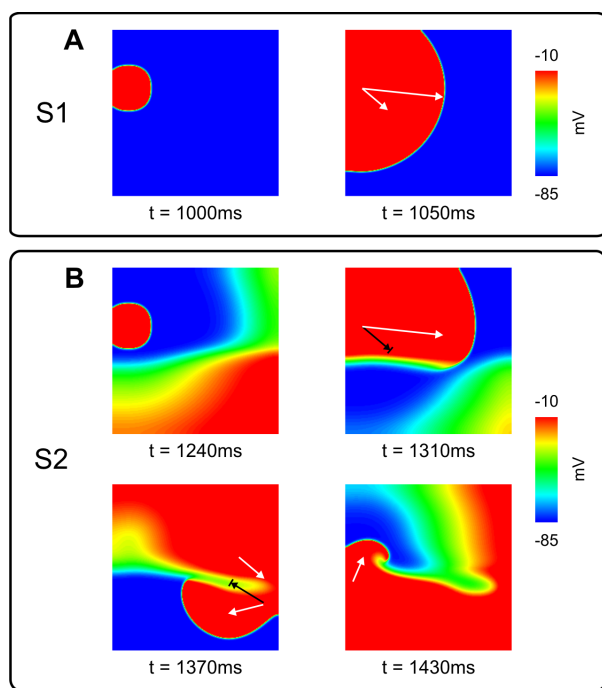 A
S1
t = 1000ms
t = 1050ms
-10
mV
-85
B
S2
t = 1240ms
t = 1310ms
-10
mV
-85
t = 1370ms
t = 1430ms